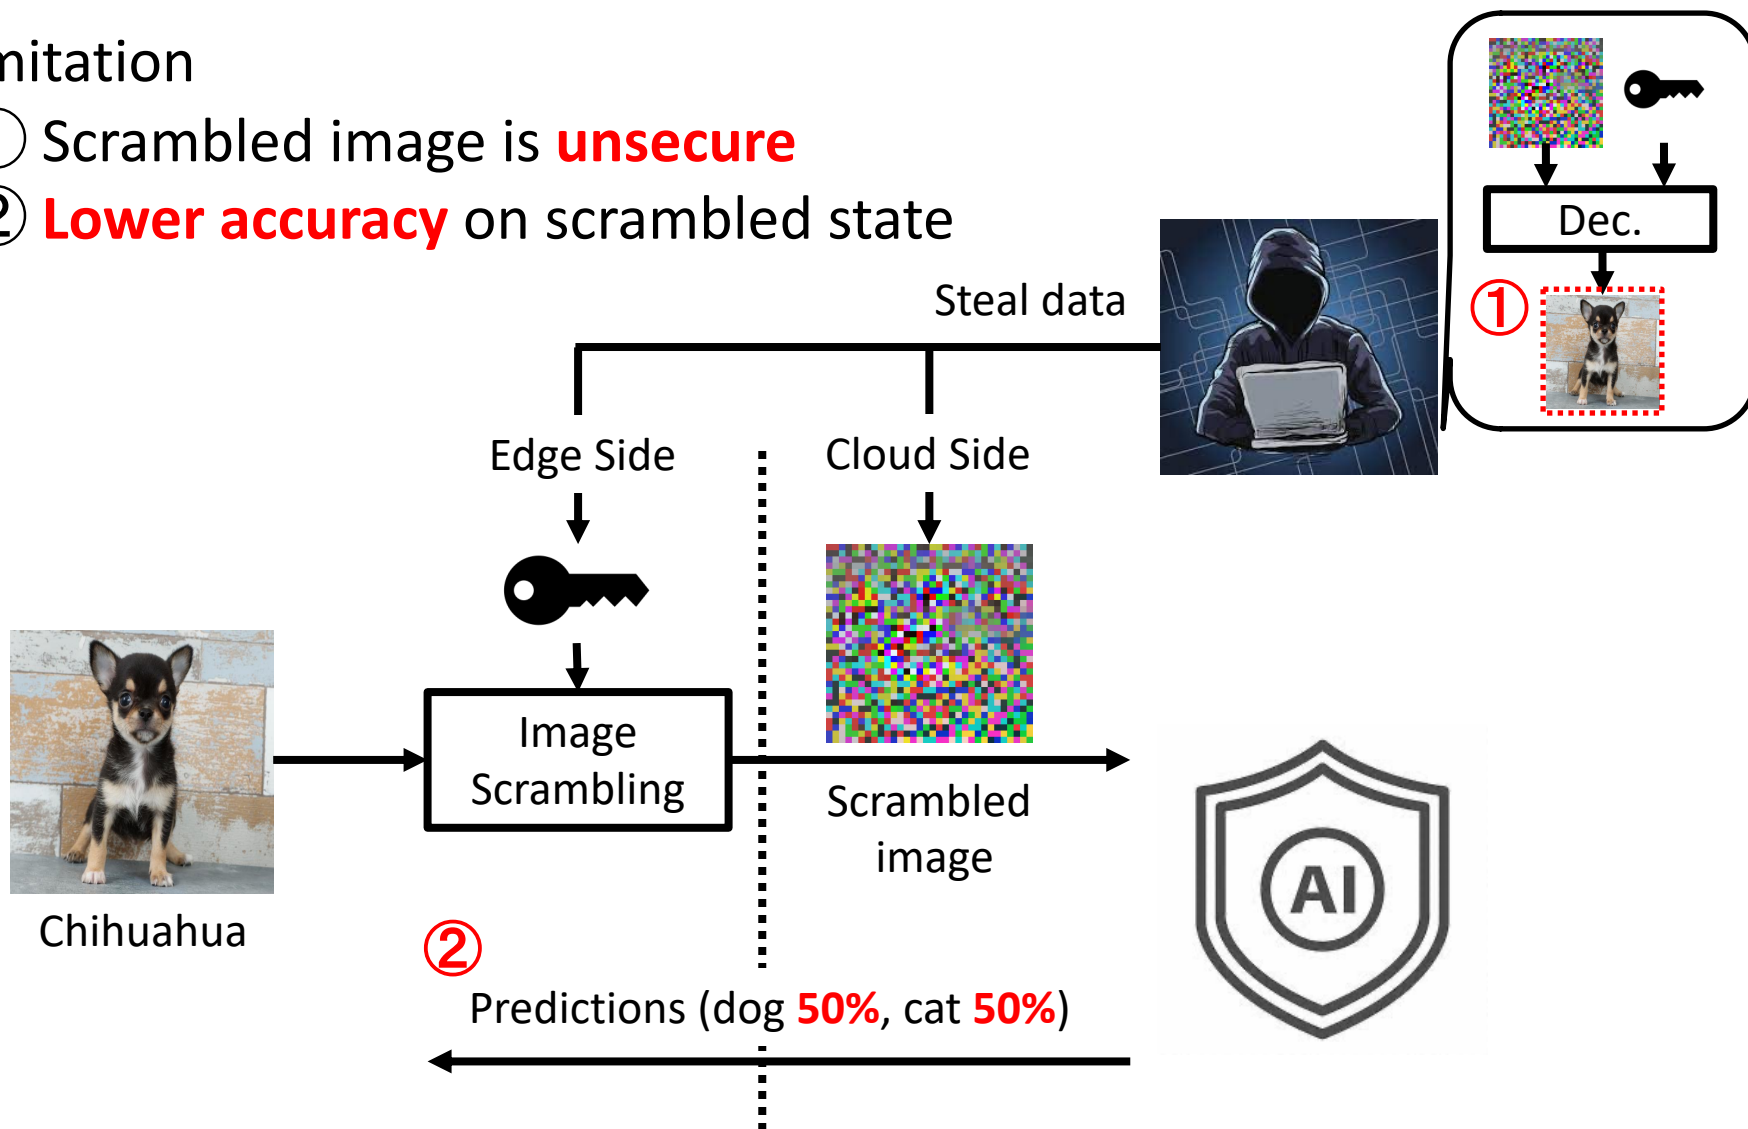 mitation
Scrambled image is unsecure
② Lower accuracy on scrambled state
Dec.
①
Steal data
Edge Side
Cloud Side
Image
Scrambling
Scrambled
image
AI
Chihuahua
②
Predictions (dog 50%, cat 50%)